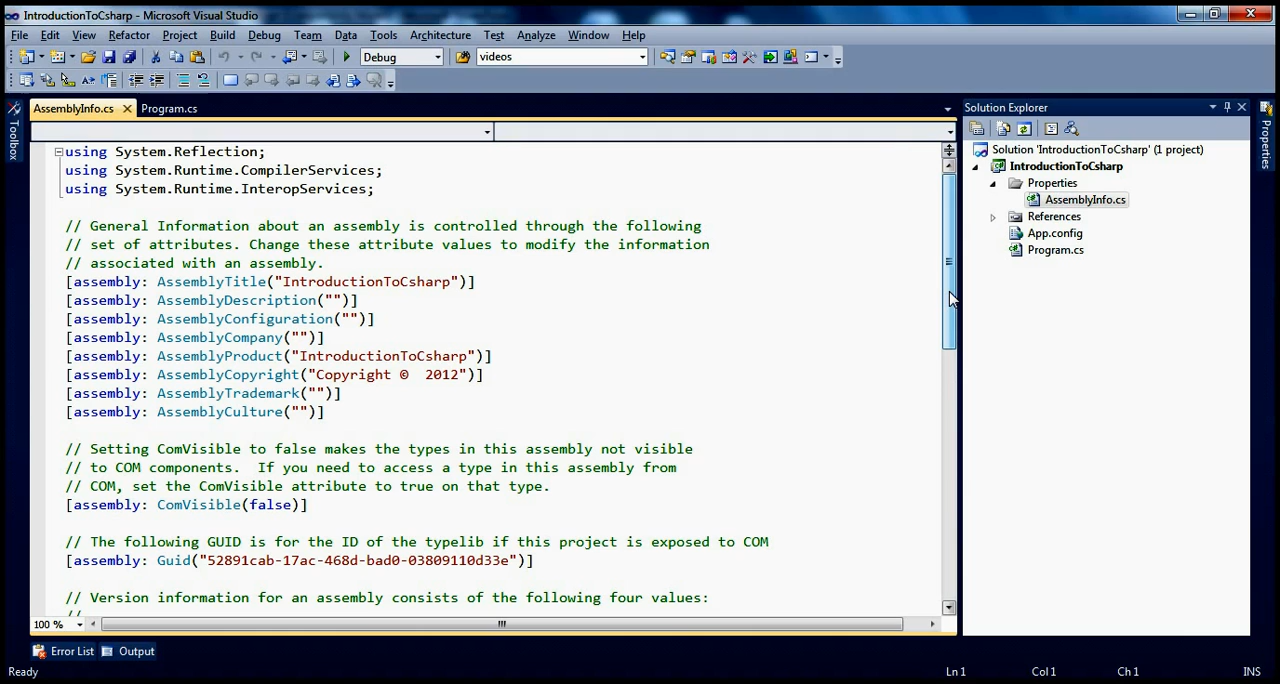 IntroductionToCsharp - Microsoft Visual Studio
File Edit View Refactor Project Build Debug Team Data Tools Architecture Test Analyze Window Help
Debug videos
AssemblyInfo.cs Program.cs
Solution Explorer
Toolbox
Properties
using System.Reflection;
using System.Runtime.CompilerServices;
using System.Runtime.InteropServices;
// General Information about an assembly is controlled through the following
// set of attributes. Change these attribute values to modify the information
// associated with an assembly.
[assembly: AssemblyTitle("IntroductionToCsharp")]
[assembly: AssemblyDescription("")]
[assembly: AssemblyConfiguration("")]
[assembly: AssemblyCompany("")]
[assembly: AssemblyProduct("IntroductionToCsharp")]
[assembly: AssemblyCopyright("Copyright ©  2012")]
[assembly: AssemblyTrademark("")]
[assembly: AssemblyCulture("")]
// Setting ComVisible to false makes the types in this assembly not visible
// to COM components.  If you need to access a type in this assembly from
// COM, set the ComVisible attribute to true on that type.
[assembly: ComVisible(false)]
// The following GUID is for the ID of the typelib if this project is exposed to COM
[assembly: Guid("52891cab-17ac-468d-bad0-03809110d33e")]
// Version information for an assembly consists of the following four values:
//
Solution 'IntroductionToCsharp' (1 project)
IntroductionToCsharp
Properties
AssemblyInfo.cs
References
App.config
Program.cs
100 %
Error List Output
Ready Ln 1 Col 1 Ch 1 INS